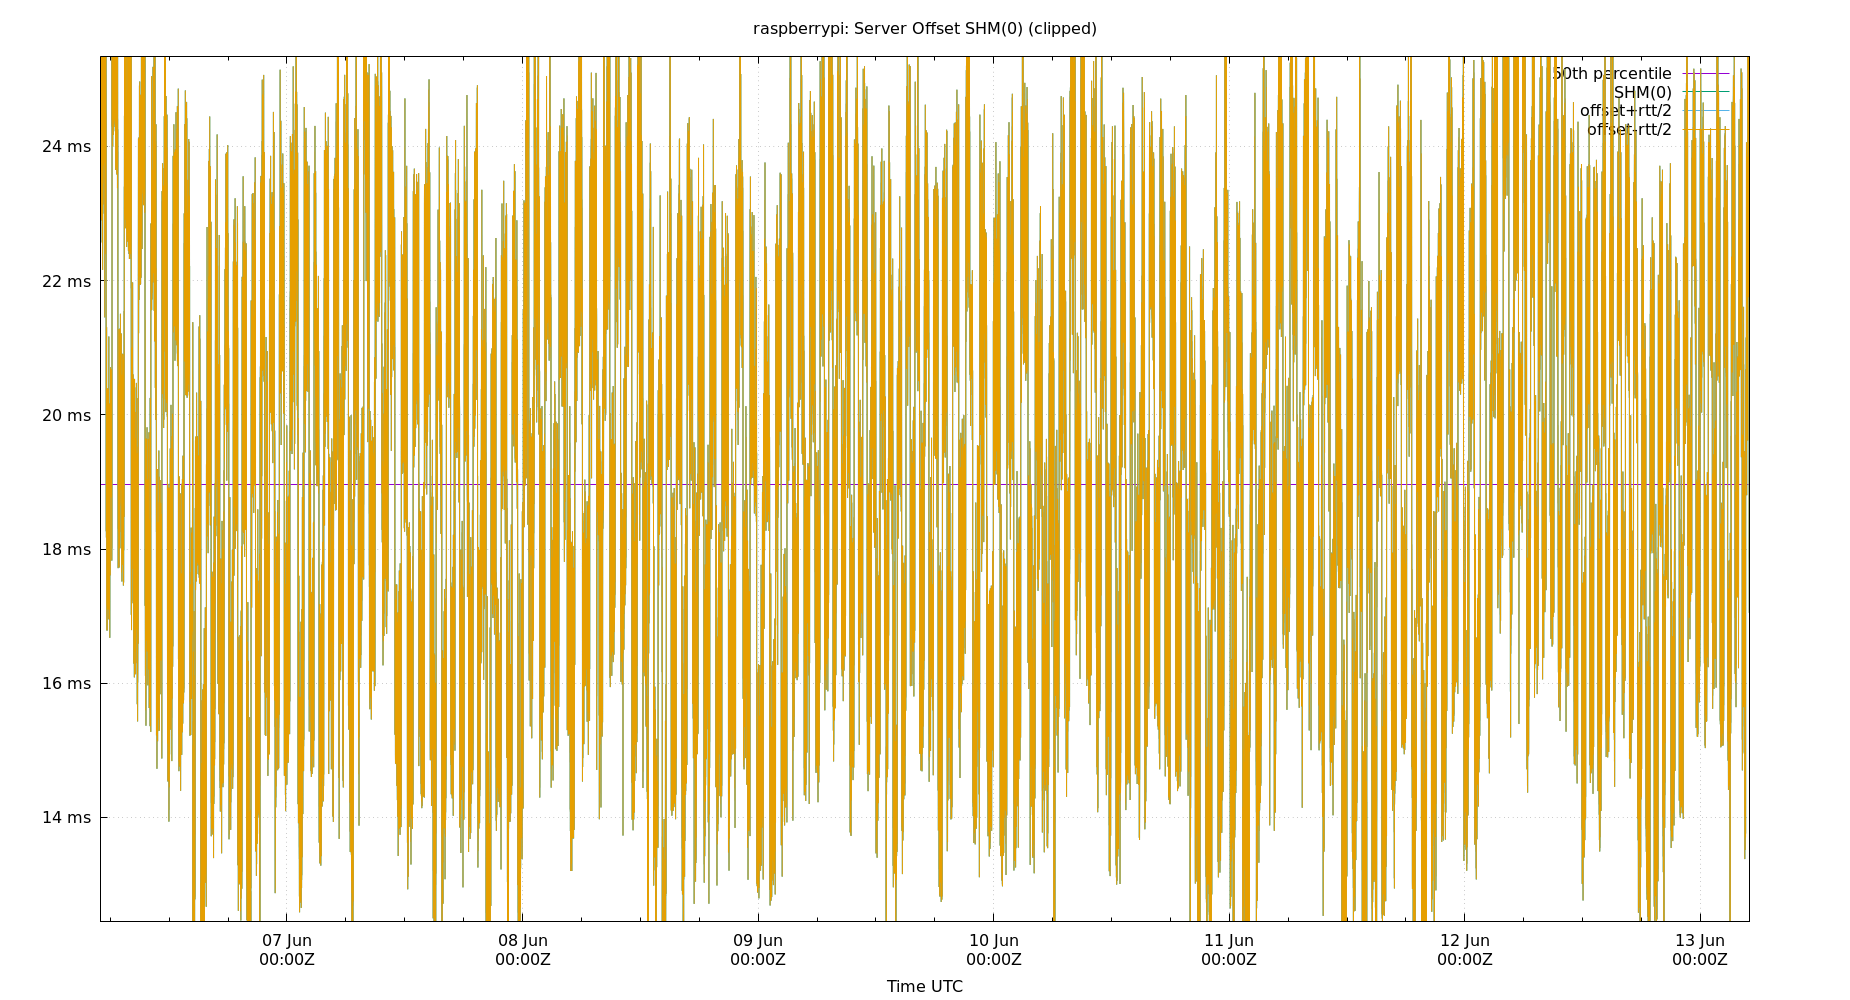 raspberrypi: Server Offset SHM(0) (clipped)
50th percentile
SHM(0)
offset+rtt/2
offset-rtt/2
24 ms
22 ms
20 ms
18 ms
16 ms
14 ms
07 Jun 08 Jun 09 Jun 10 Jun 11 Jun 12 Jun 13 Jun
00:00Z 00:00Z 00:00Z 00:00Z 00:00Z 00:00Z 00:00Z
Time UTC